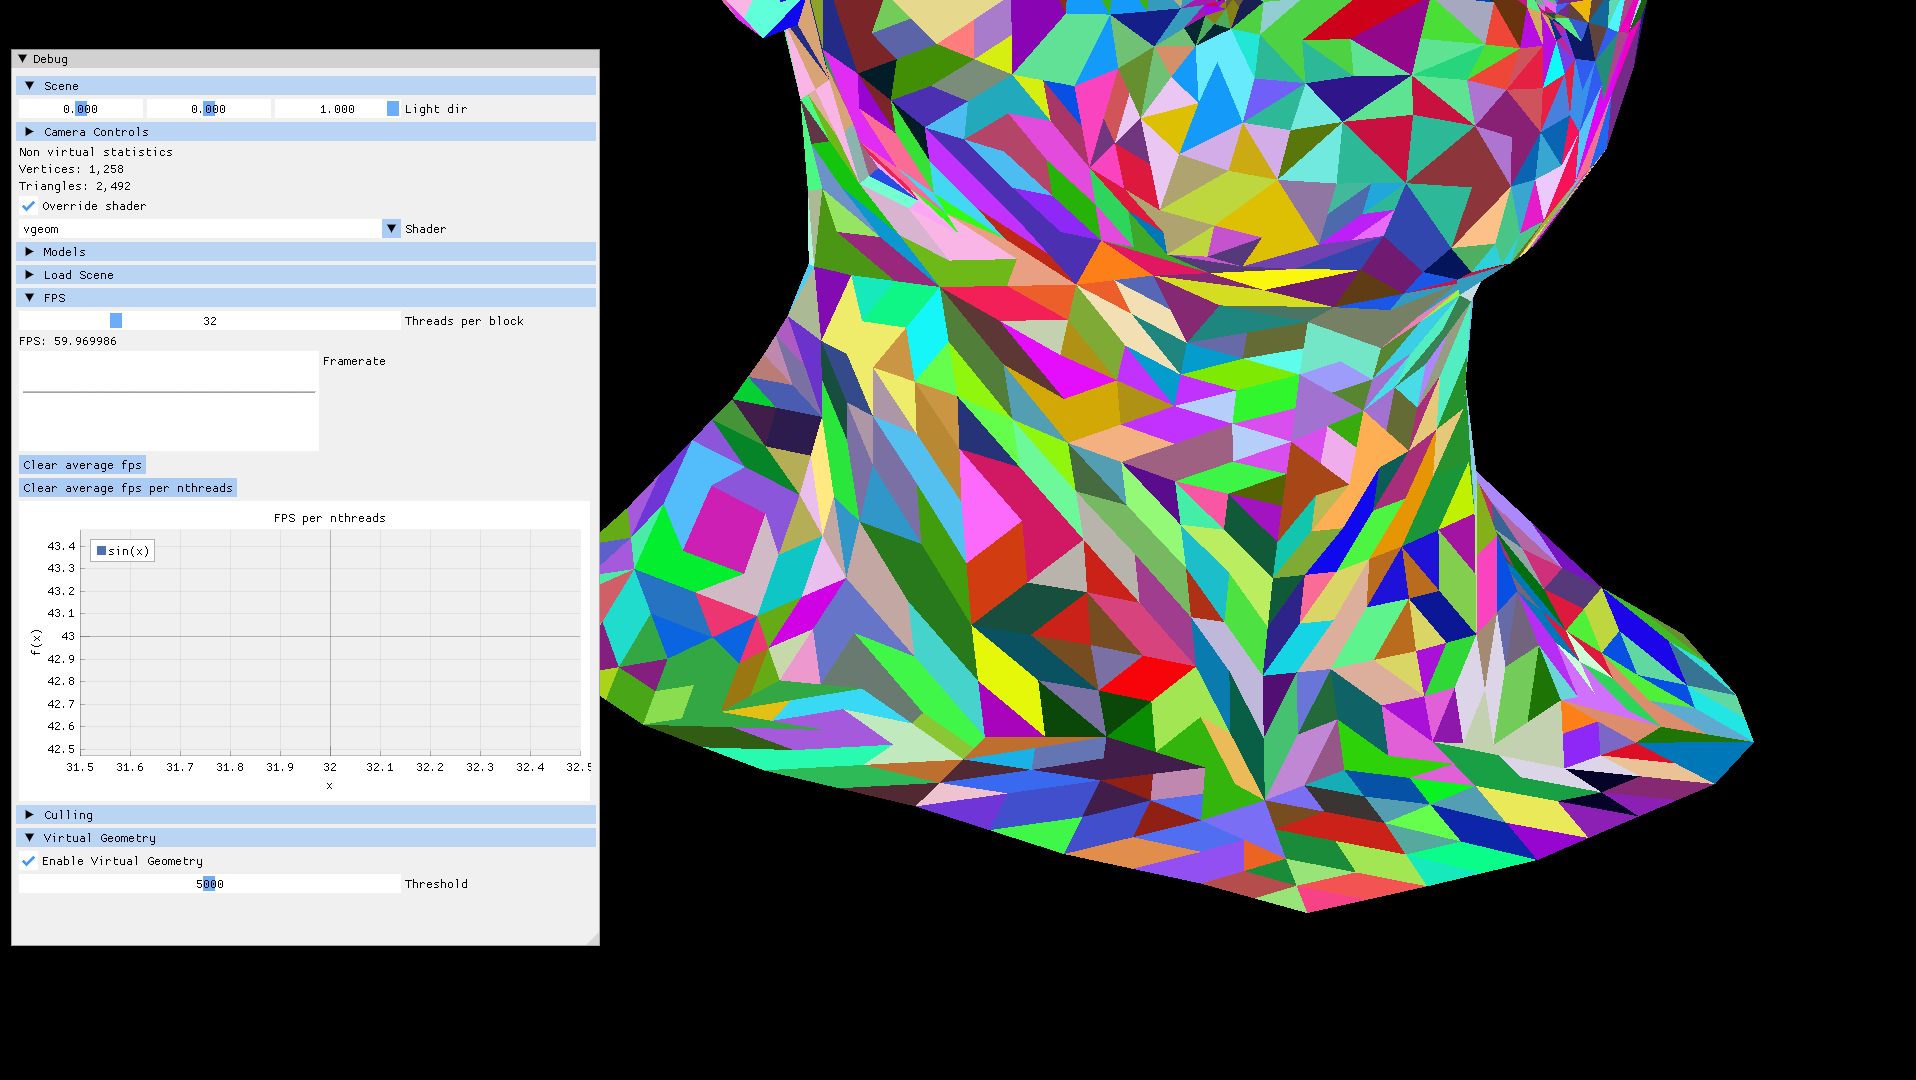 Debug
Scene
0.000 0.000 1.000 Light dir
Camera Controls
Non virtual statistics
Vertices: 1,258
Triangles: 2,492
Override shader
vgeom Shader
Models
Load Scene
FPS
32 Threads per block
FPS: 59.969986
Framerate
Clear average fps
Clear average fps per nthreads
FPS per nthreads
sin(x)
43.4
43.3
43.2
43.1
43
42.9
42.8
42.7
42.6
42.5
f(x)
31.5 31.6 31.7 31.8 31.9 32 32.1 32.2 32.3 32.4 32.5
x
Culling
Virtual Geometry
Enable Virtual Geometry
5000 Threshold